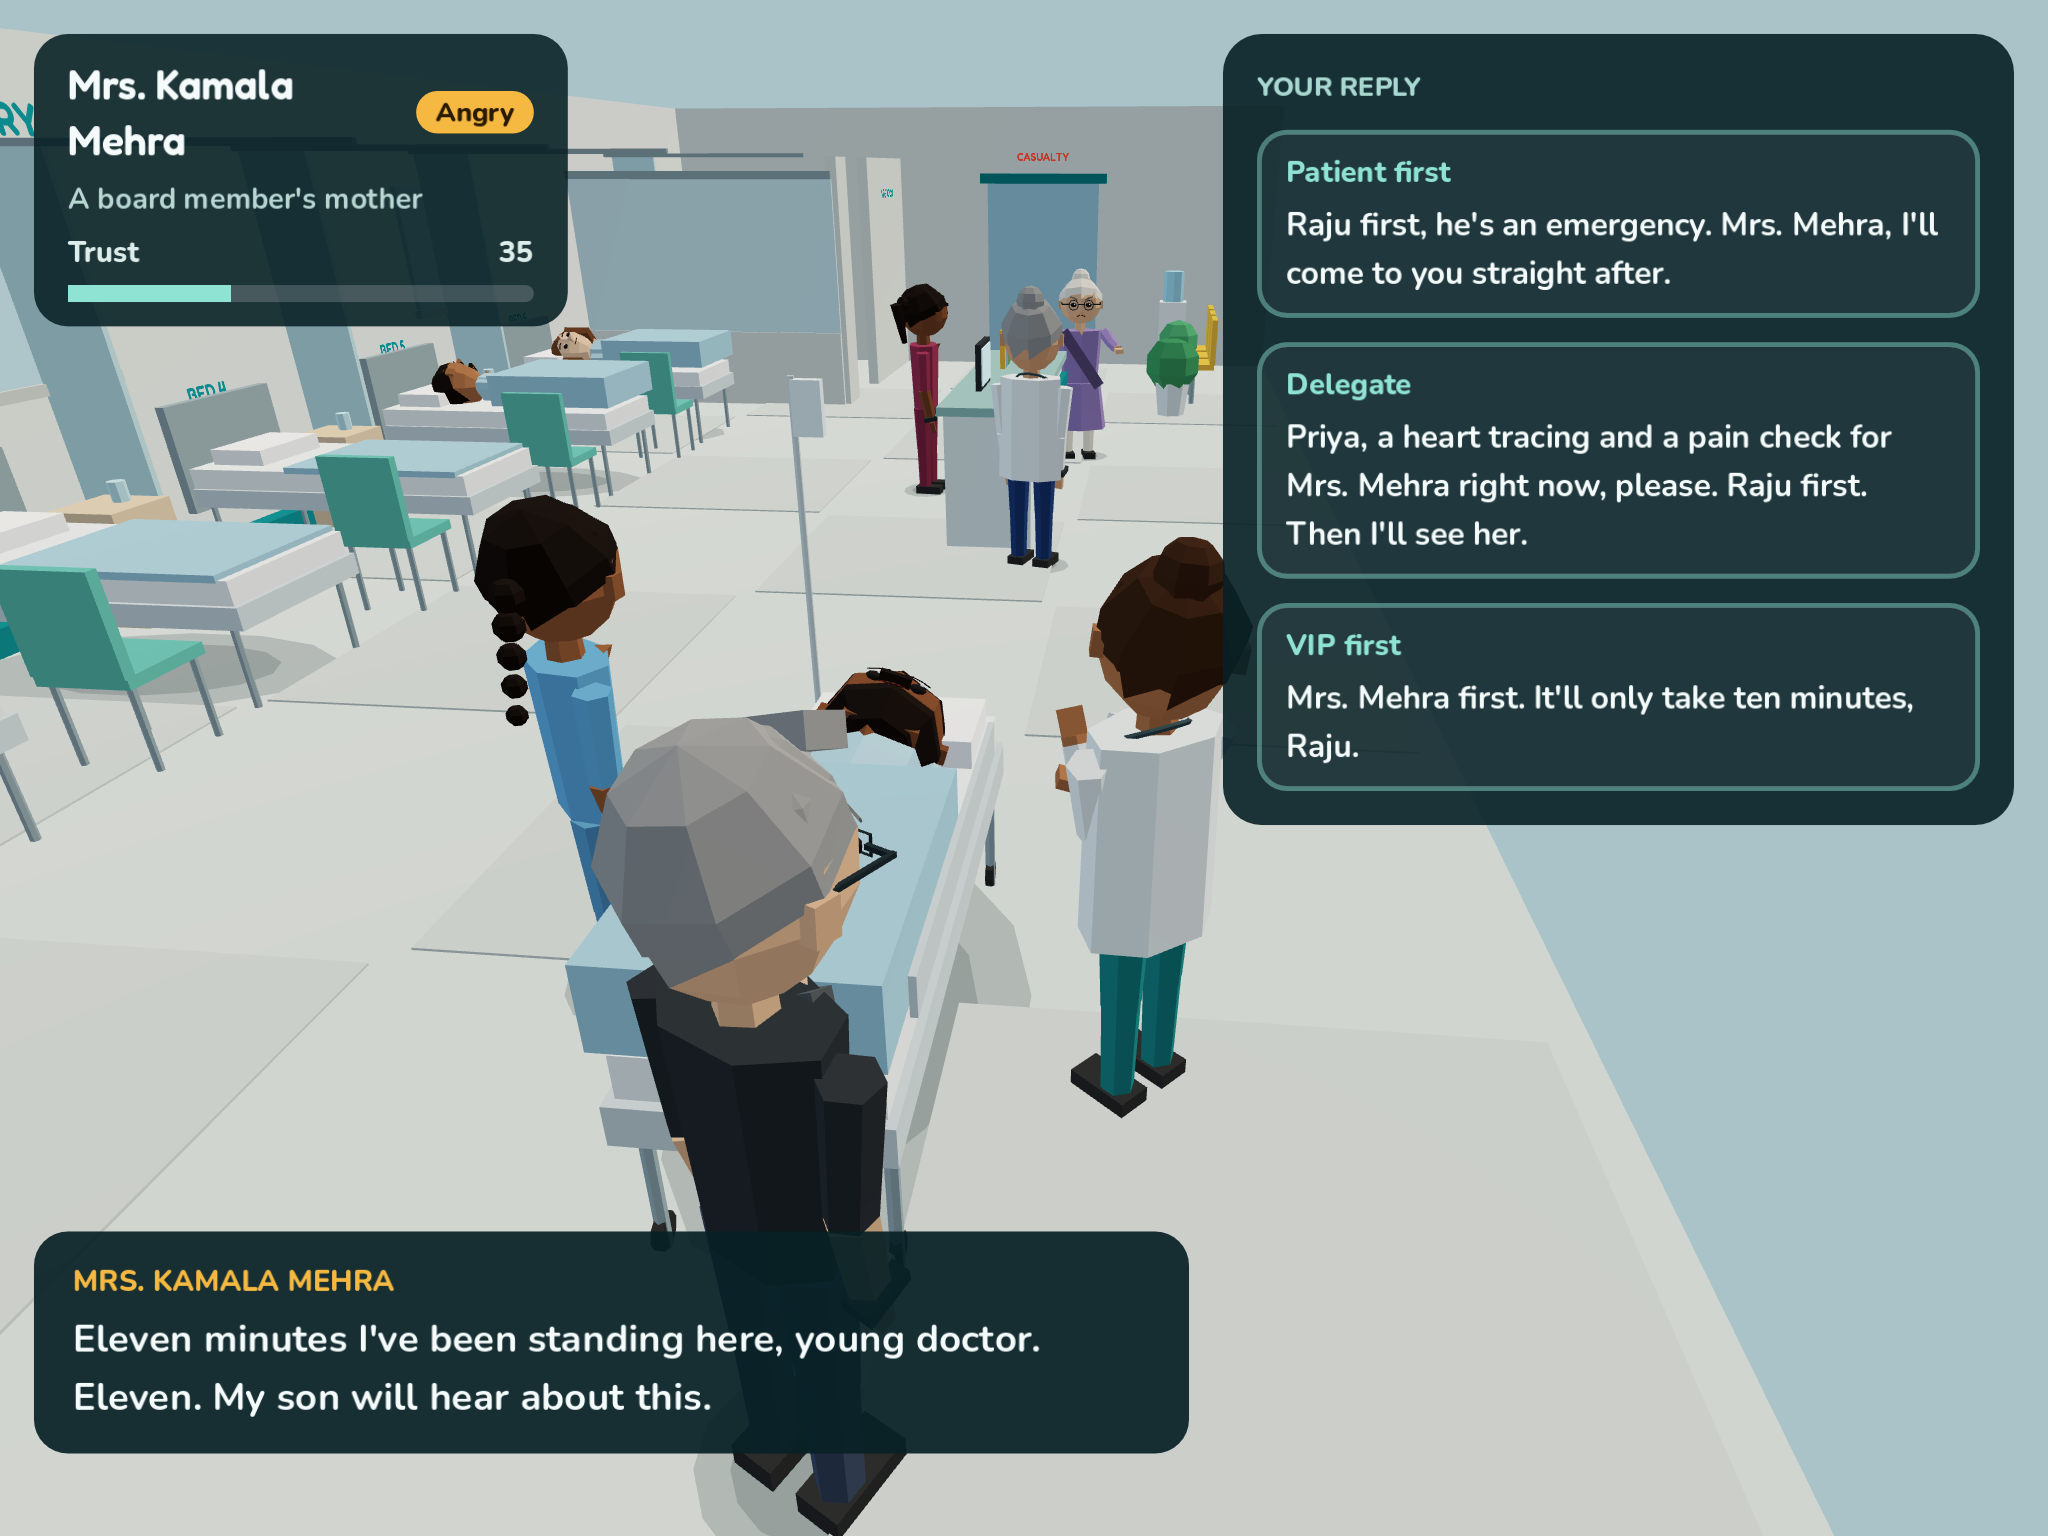 Mrs. Kamala
Mehra
Angry
A board member's mother
Trust 35
RY
CASUALTY
BED 5
BED 4
YOUR REPLY
Patient first
Raju first, he's an emergency. Mrs. Mehra, I'll
come to you straight after.
Delegate
Priya, a heart tracing and a pain check for
Mrs. Mehra right now, please. Raju first.
Then I'll see her.
VIP first
Mrs. Mehra first. It'll only take ten minutes,
Raju.
MRS. KAMALA MEHRA
Eleven minutes I've been standing here, young doctor.
Eleven. My son will hear about this.